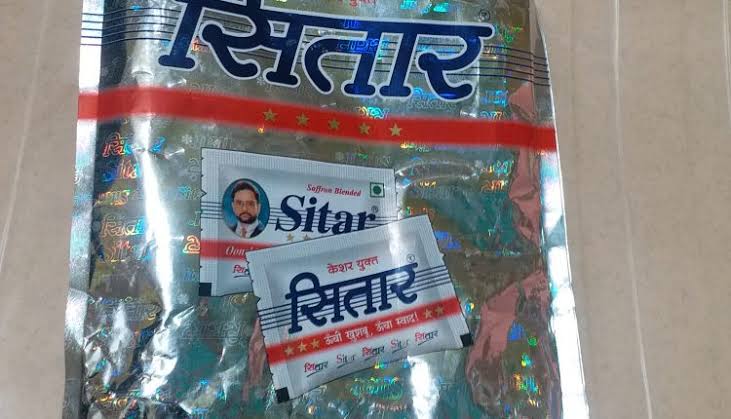 सितार
Saffron Blended
Sitar
केशर युक्त
सितार
ऊँची खुशबू, ऊँचा स्वाद!
सितार Sitar सितार Sitar सितार